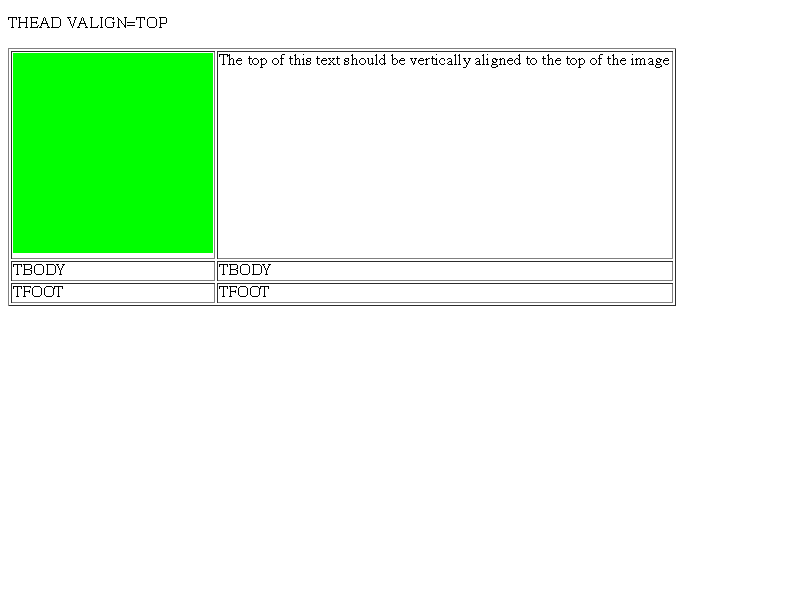 THEAD VALIGN=TOP
The top of this text should be vertically aligned to the top of the image
TBODY TBODY
TFOOT TFOOT